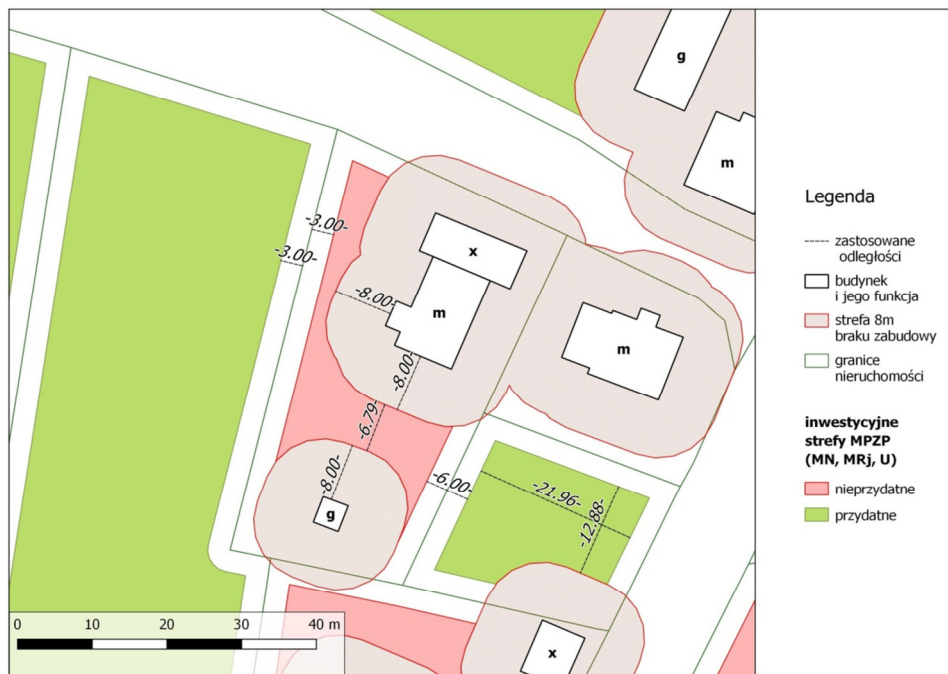 g
m
-3.00-
-3.00-
x
-8.00-
m
m
-8.00-
-6.79-
-8.00-
-6.00-
-21.96-
-12.88-
g
x
0 10 20 30 40 m
Legenda
zastosowane
odległości
budynek
i jego funkcja
strefa 8m
braku zabudowy
granice
nieruchomości
inwestycyjne
strefy MPZP
(MN, MRj, U)
nieprzydatne
przydatne